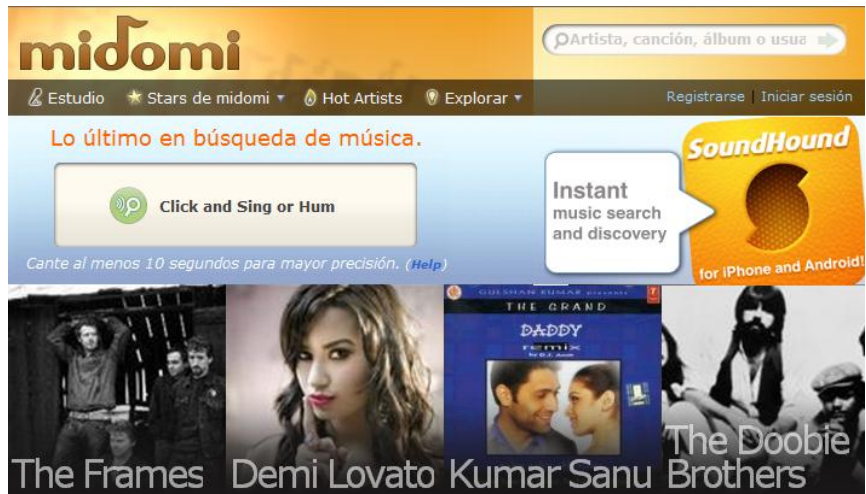 midomi
Artista, canción, álbum o usua
Estudio Stars de midomi Hot Artists Explorar
Registrarse | Iniciar sesión
Lo último en búsqueda de música.
Click and Sing or Hum
Cante al menos 10 segundos para mayor precisión. (Help)
Instant
music search
and discovery
SoundHound
for iPhone and Android!
The Frames
Demi Lovato
GULSHAN KUMAR presents
THE GRAND
DADDY
remix
Kumar Sanu
The Doobie
Brothers